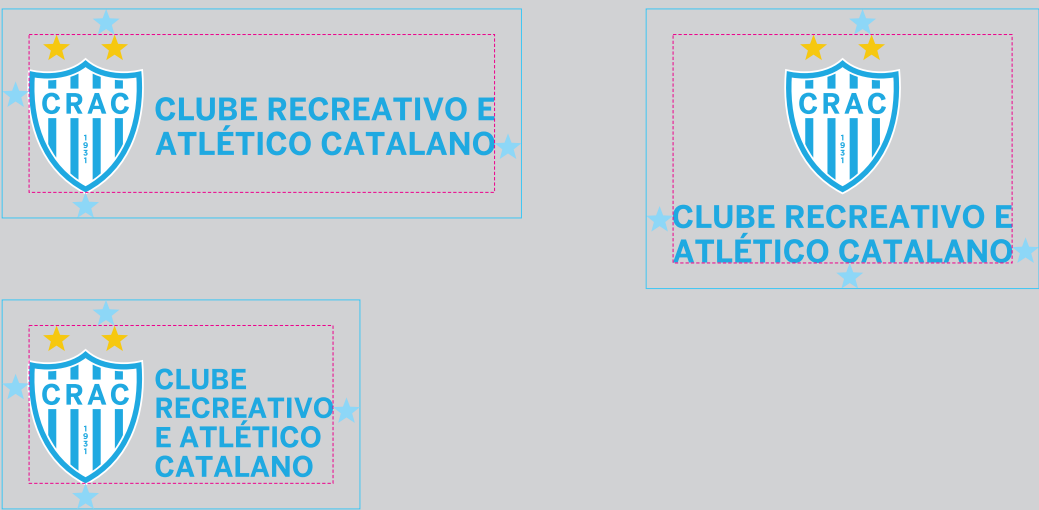 CRAC
1931
CLUBE RECREATIVO E
ATLÉTICO CATALANO
CRAC
1931
CLUBE RECREATIVO E
ATLÉTICO CATALANO
CRAC
1931
CLUBE
RECREATIVO
E ATLÉTICO
CATALANO